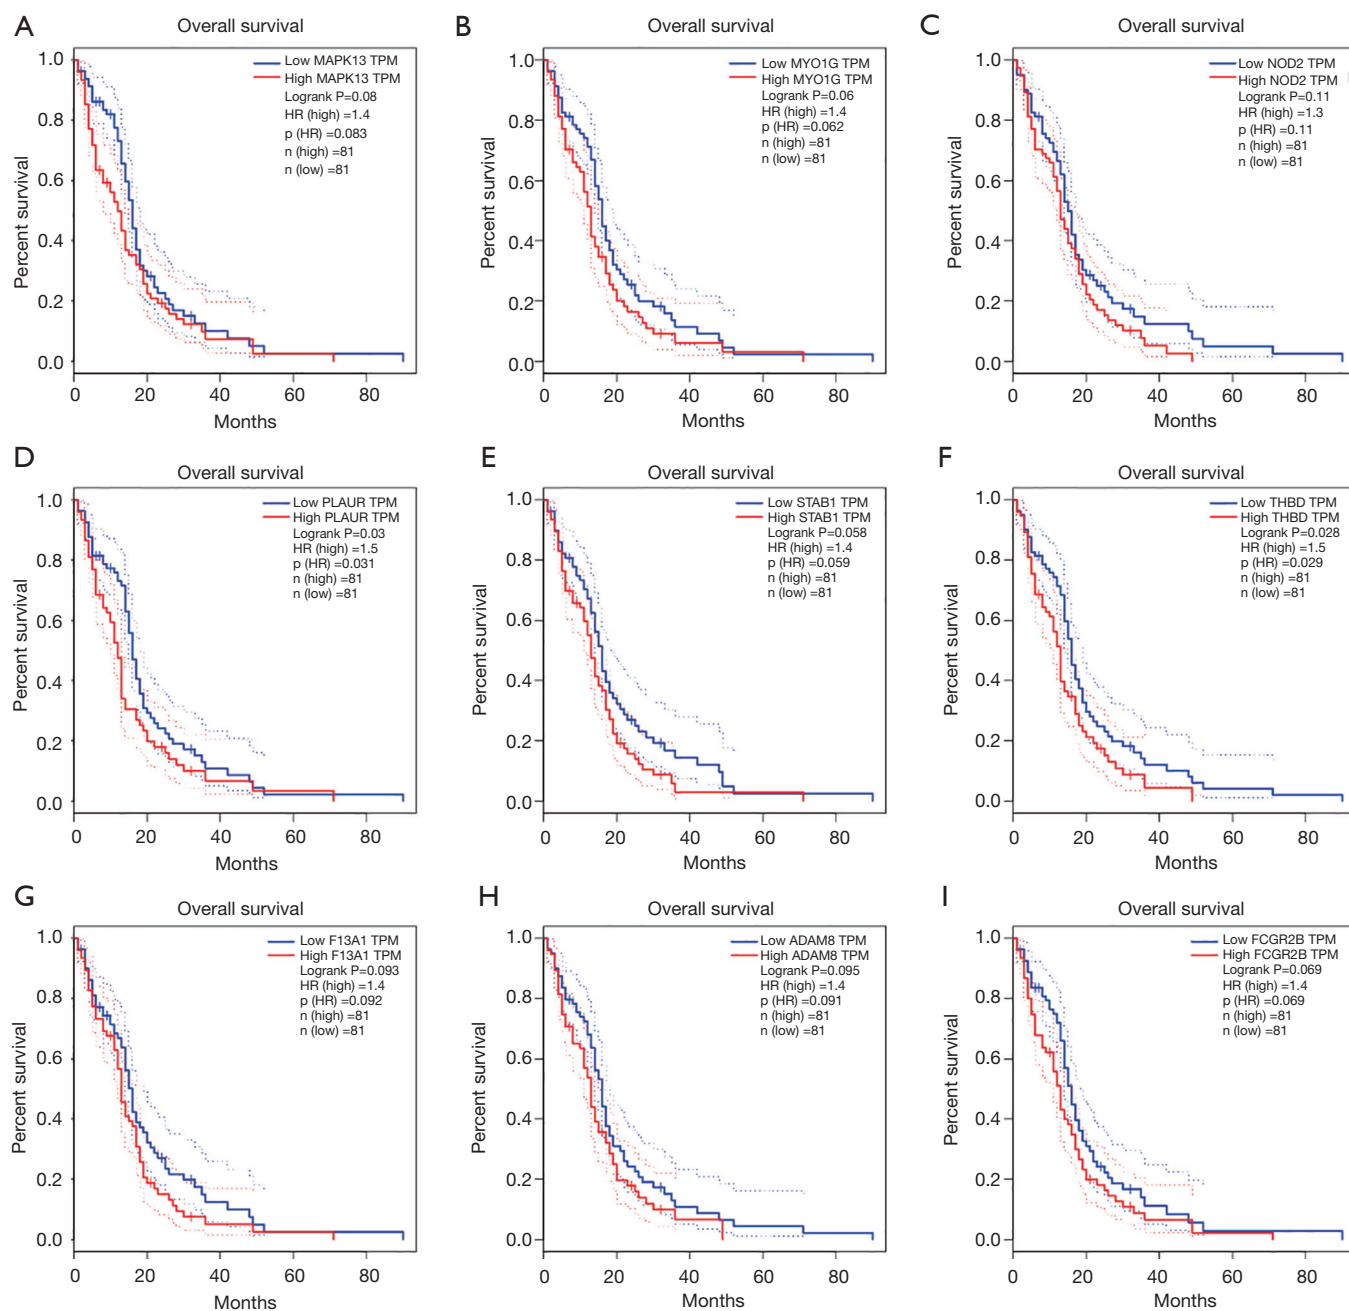 A
Overall survival
Low MAPK13 TPM
High MAPK13 TPM
Logrank P=0.08
HR (high) =1.4
p (HR) =0.083
n (high) =81
n (low) =81
Percent survival
1.0
0.8
0.6
0.4
0.2
0.0
0 20 40 60 80
Months
B
Overall survival
Low MYO1G TPM
High MYO1G TPM
Logrank P=0.06
HR (high) =1.4
p (HR) =0.062
n (high) =81
n (low) =81
Percent survival
1.0
0.8
0.6
0.4
0.2
0.0
0 20 40 60 80
Months
C
Overall survival
Low NOD2 TPM
High NOD2 TPM
Logrank P=0.11
HR (high) =1.3
p (HR) =0.11
n (high) =81
n (low) =81
Percent survival
1.0
0.8
0.6
0.4
0.2
0.0
0 20 40 60 80
Months
D
Overall survival
Low PLAUR TPM
High PLAUR TPM
Logrank P=0.03
HR (high) =1.5
p (HR) =0.031
n (high) =81
n (low) =81
Percent survival
1.0
0.8
0.6
0.4
0.2
0.0
0 20 40 60 80
Months
E
Overall survival
Low STAB1 TPM
High STAB1 TPM
Logrank P=0.058
HR (high) =1.4
p (HR) =0.059
n (high) =81
n (low) =81
Percent survival
1.0
0.8
0.6
0.4
0.2
0.0
0 20 40 60 80
Months
F
Overall survival
Low THBD TPM
High THBD TPM
Logrank P=0.028
HR (high) =1.5
p (HR) =0.029
n (high) =81
n (low) =81
Percent survival
1.0
0.8
0.6
0.4
0.2
0.0
0 20 40 60 80
Months
G
Overall survival
Low F13A1 TPM
High F13A1 TPM
Logrank P=0.093
HR (high) =1.4
p (HR) =0.092
n (high) =81
n (low) =81
Percent survival
1.0
0.8
0.6
0.4
0.2
0.0
0 20 40 60 80
Months
H
Overall survival
Low ADAM8 TPM
High ADAM8 TPM
Logrank P=0.095
HR (high) =1.4
p (HR) =0.091
n (high) =81
n (low) =81
Percent survival
1.0
0.8
0.6
0.4
0.2
0.0
0 20 40 60 80
Months
I
Overall survival
Low FCGR2B TPM
High FCGR2B TPM
Logrank P=0.069
HR (high) =1.4
p (HR) =0.069
n (high) =81
n (low) =81
Percent survival
1.0
0.8
0.6
0.4
0.2
0.0
0 20 40 60 80
Months